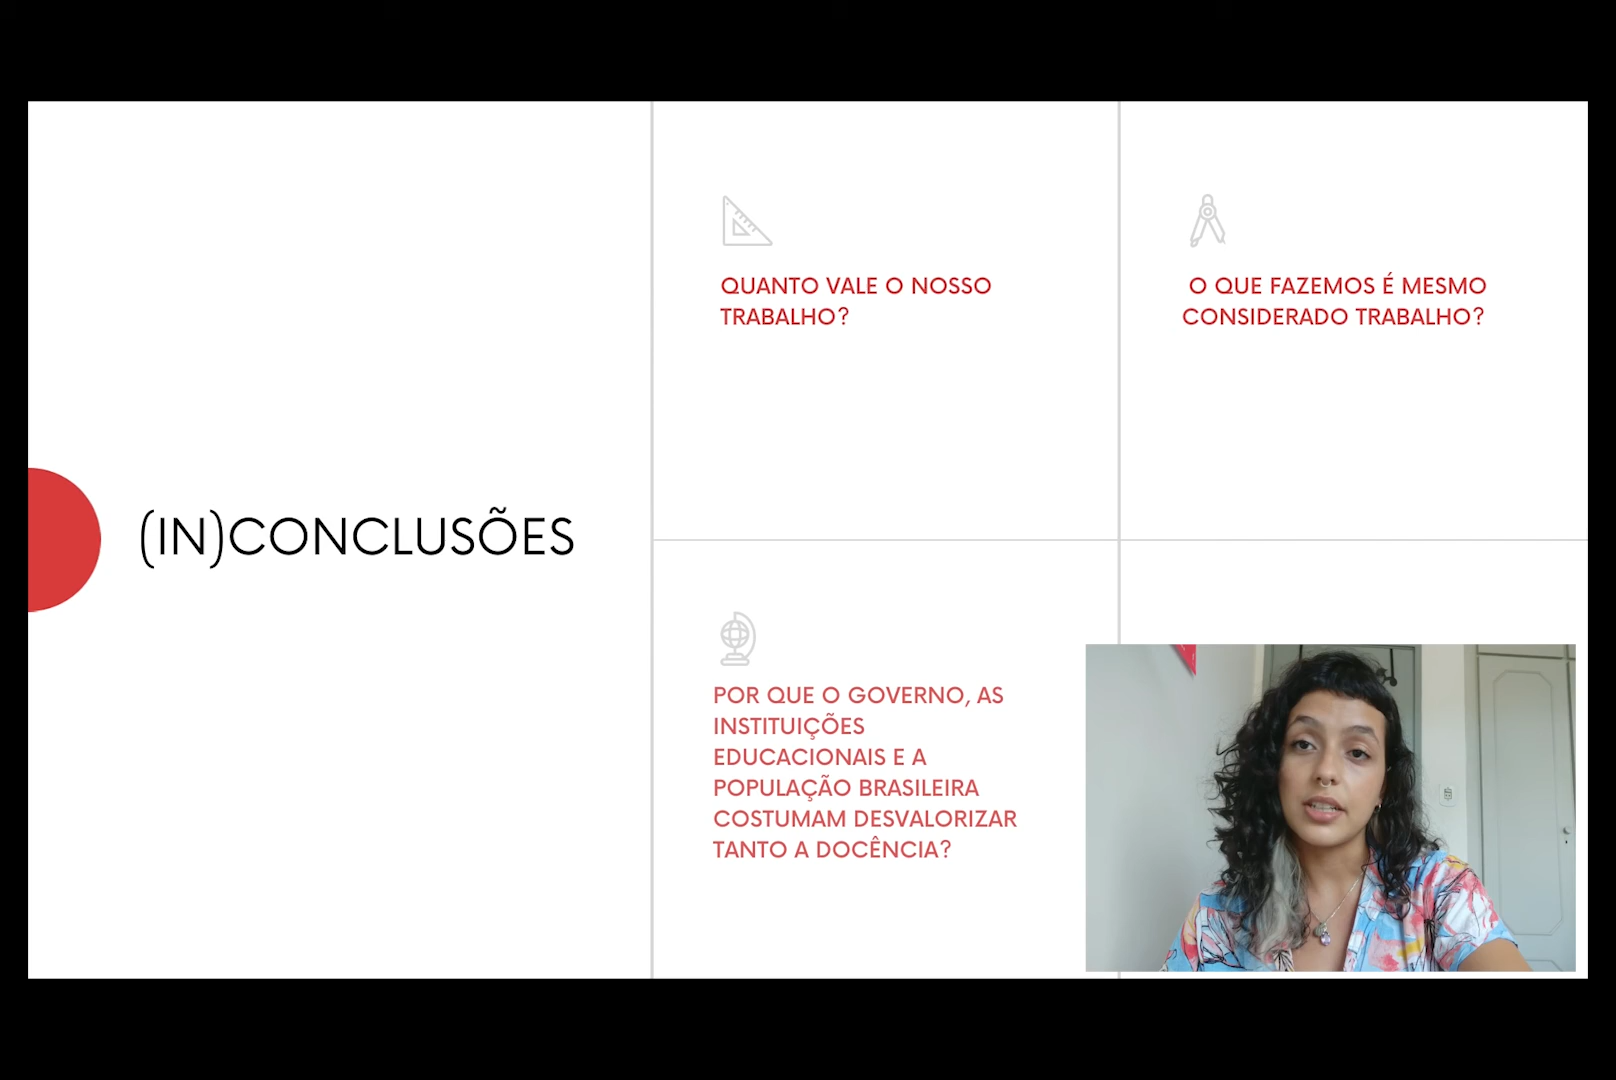 (IN)CONCLUSÕES
QUANTO VALE O NOSSO
TRABALHO?
O QUE FAZEMOS É MESMO
CONSIDERADO TRABALHO?
POR QUE O GOVERNO, AS
INSTITUIÇÕES
EDUCACIONAIS E A
POPULAÇÃO BRASILEIRA
COSTUMAM DESVALORIZAR
TANTO A DOCÊNCIA?